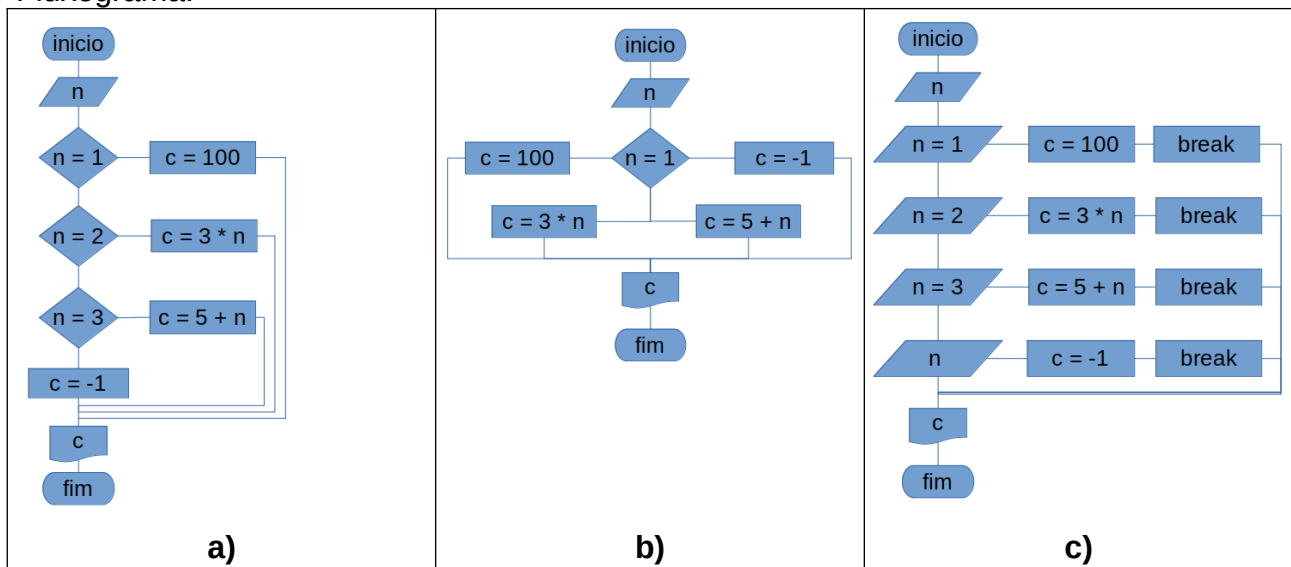 Fluxograma:
inicio
n
n = 1
c = 100
n = 2
c = 3 * n
n = 3
c = 5 + n
c = -1
c
fim
a)
inicio
n
c = 100
n = 1
c = -1
c = 3 * n
c = 5 + n
c
fim
b)
inicio
n
n = 1
c = 100
break
n = 2
c = 3 * n
break
n = 3
c = 5 + n
break
n
c = -1
break
c
fim
c)